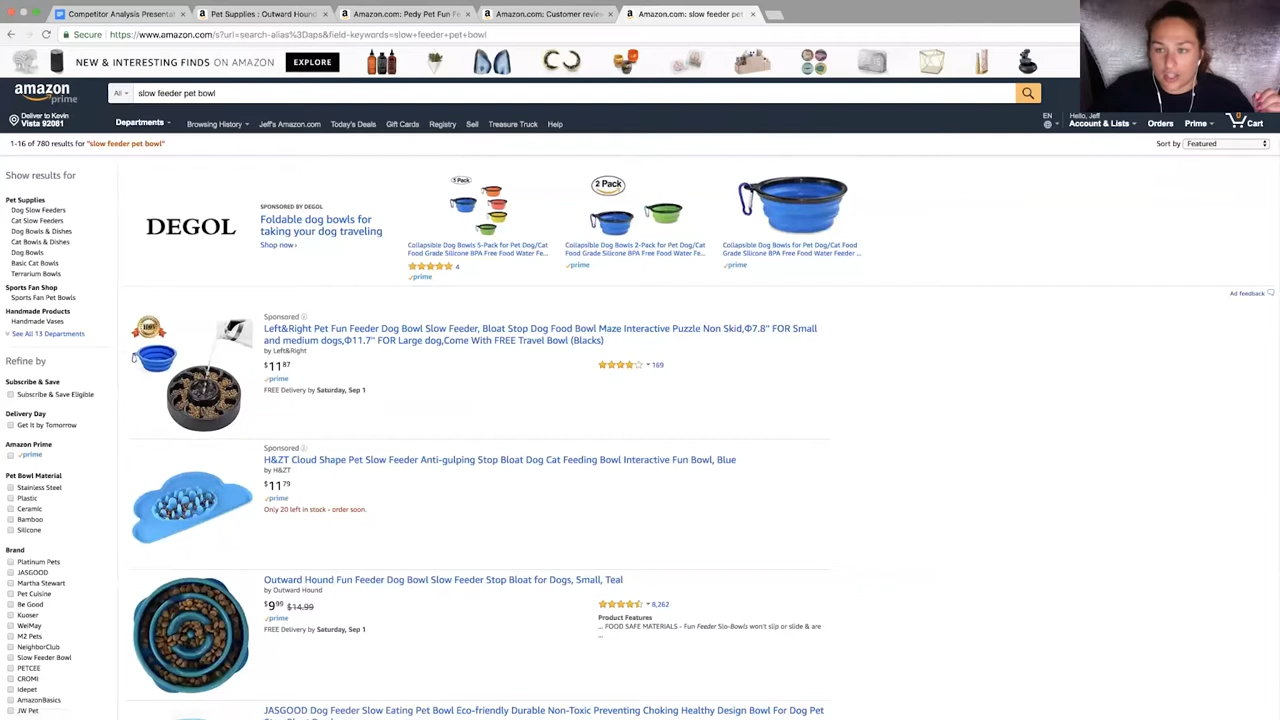 Competitor Analysis Presentat
Pet Supplies : Outward Hound
Amazon.com: Pedy Pet Fun F
Amazon.com: Customer revie
Amazon.com: slow feeder pet
Secure
https://www.amazon.com/s?url=search-alias%3Daps&field-keywords=slow+feeder+pet+bowl
NEW & INTERESTING FINDS ON AMAZON
EXPLORE
amazon
prime
All
slow feeder pet bowl
Deliver to Kevin
Vista 92081
Departments
Browsing History
Jeff's Amazon.com
Today's Deals
Gift Cards
Registry
Sell
Treasure Truck
Help
EN
Hello, Jeff
Account & Lists
Orders
Prime
0
Cart
1-16 of 780 results for "slow feeder pet bowl"
Sort by
Featured
Show results for
Pet Supplies
Dog Slow Feeders
Cat Slow Feeders
Dog Bowls & Dishes
Cat Bowls & Dishes
Dog Bowls
Basic Cat Bowls
Terrarium Bowls
Sports Fan Shop
Sports Fan Pet Bowls
Handmade Products
Handmade Vases
See All 13 Departments
Refine by
Subscribe & Save
Subscribe & Save Eligible
Delivery Day
Get It by Tomorrow
Amazon Prime
prime
Pet Bowl Material
Stainless Steel
Plastic
Ceramic
Bamboo
Silicone
Brand
Platinum Pets
JASGOOD
Martha Stewart
Pet Cuisine
Be Good
Kuoser
WeiMay
M2 Pets
NeighborClub
Slow Feeder Bowl
PETCEE
CROMI
Idepet
AmazonBasics
JW Pet
DEGOL
SPONSORED BY DEGOL
Foldable dog bowls for
taking your dog traveling
Shop now ›
5 Pack
Collapsible Dog Bowls 5-Pack for Pet Dog/Cat
Food Grade Silicone BPA Free Food Water Fe...
4
prime
2 Pack
Collapsible Dog Bowls 2-Pack for Pet Dog/Cat
Food Grade Silicone BPA Free Food Water Fe...
prime
Collapsible Dog Bowls for Pet Dog/Cat Food
Grade Silicone BPA Free Food Water Feeder ...
prime
Ad feedback
Sponsored
100%
Left&Right Pet Fun Feeder Dog Bowl Slow Feeder, Bloat Stop Dog Food Bowl Maze Interactive Puzzle Non Skid,Φ7.8" FOR Small
and medium dogs,Φ11.7" FOR Large dog,Come With FREE Travel Bowl (Blacks)
by Left&Right
$11 87
169
prime
FREE Delivery by Saturday, Sep 1
Sponsored
H&ZT Cloud Shape Pet Slow Feeder Anti-gulping Stop Bloat Dog Cat Feeding Bowl Interactive Fun Bowl, Blue
by H&ZT
$11 79
prime
Only 20 left in stock - order soon.
Outward Hound Fun Feeder Dog Bowl Slow Feeder Stop Bloat for Dogs, Small, Teal
by Outward Hound
$9 99 $14.99
8,262
prime
Product Features
FREE Delivery by Saturday, Sep 1
... FOOD SAFE MATERIALS - Fun Feeder Slo-Bowls won't slip or slide & are
...
JASGOOD Dog Feeder Slow Eating Pet Bowl Eco-friendly Durable Non-Toxic Preventing Choking Healthy Design Bowl For Dog Pet